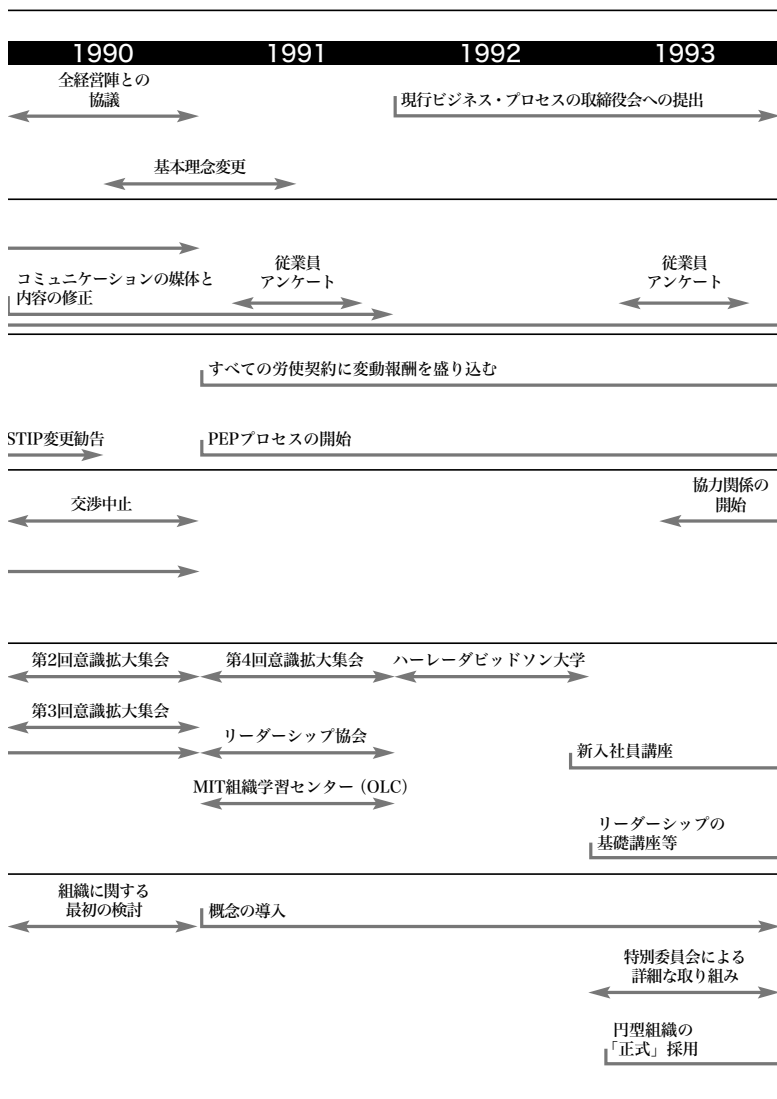 1990 1991 1992 1993
全経営陣との
協議
現行ビジネス・プロセスの取締役会への提出
基本理念変更
コミュニケーションの媒体と
内容の修正
従業員
アンケート
従業員
アンケート
すべての労使契約に変動報酬を盛り込む
STIP変更勧告
PEPプロセスの開始
交渉中止
協力関係の
開始
第2回意識拡大集会
第4回意識拡大集会
ハーレーダビッドソン大学
第3回意識拡大集会
リーダーシップ協会
新入社員講座
MIT組織学習センター(OLC)
リーダーシップの
基礎講座等
組織に関する
最初の検討
概念の導入
特別委員会による
詳細な取り組み
円型組織の
「正式」採用